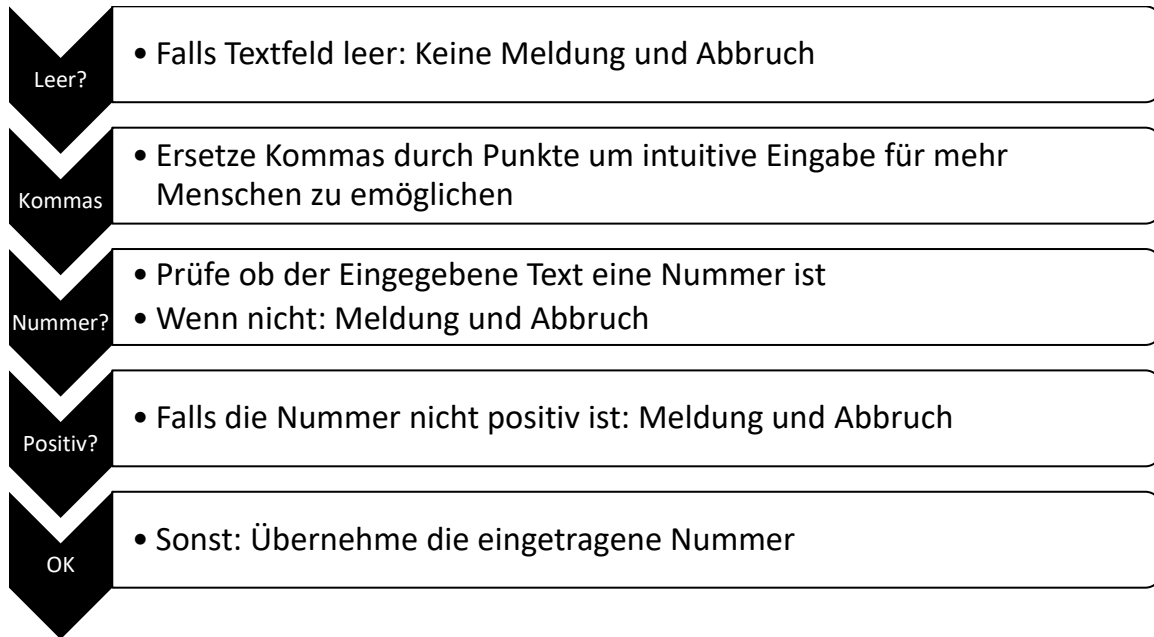 Leer?
• Falls Textfeld leer: Keine Meldung und Abbruch
Kommas
• Ersetze Kommas durch Punkte um intuitive Eingabe für mehr
Menschen zu emöglichen
Nummer?
• Prüfe ob der Eingegebene Text eine Nummer ist
• Wenn nicht: Meldung und Abbruch
Positiv?
• Falls die Nummer nicht positiv ist: Meldung und Abbruch
OK
• Sonst: Übernehme die eingetragene Nummer